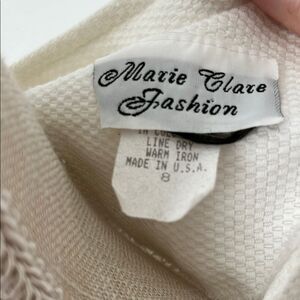 Marie Clare
Fashion
LINE DRY
WARM IRON
MADE IN U.S.A.
8